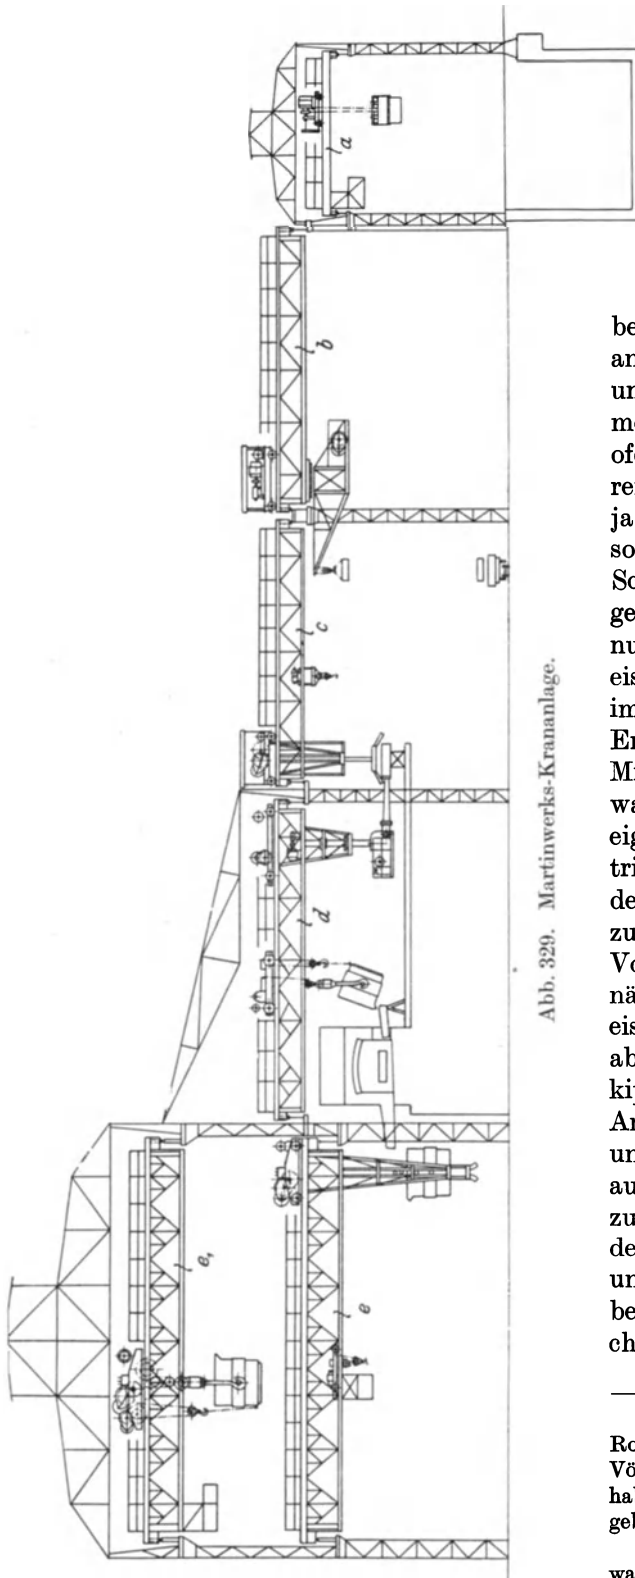 a
b
c
d
e₁
e
Abb. 329. Martinwerks-Krananlage.
be
an
un
me
ofe
rei
ja
so
Sc
ge
nu
eis
im
En
Mi
wa
eig
tri
de
zu
Vo
nä
eis
ab
kip
An
un
au
zu
de
un
be
ch
Ro
Vö
hal
gel
wa